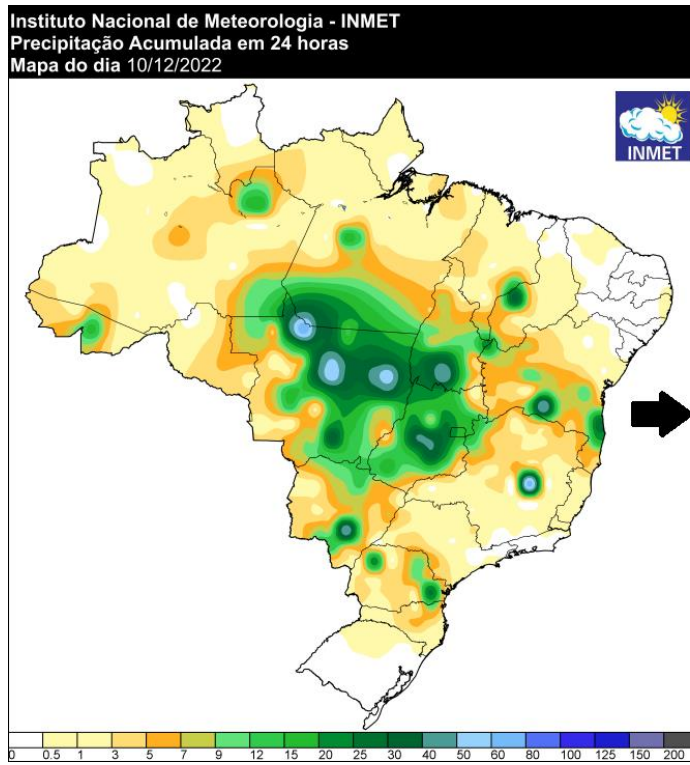 Instituto Nacional de Meteorologia - INMET
Precipitação Acumulada em 24 horas
Mapa do dia 10/12/2022
INMET
0 0.5 1 3 5 7 9 12 15 20 25 30 40 50 60 80 100 125 150 200